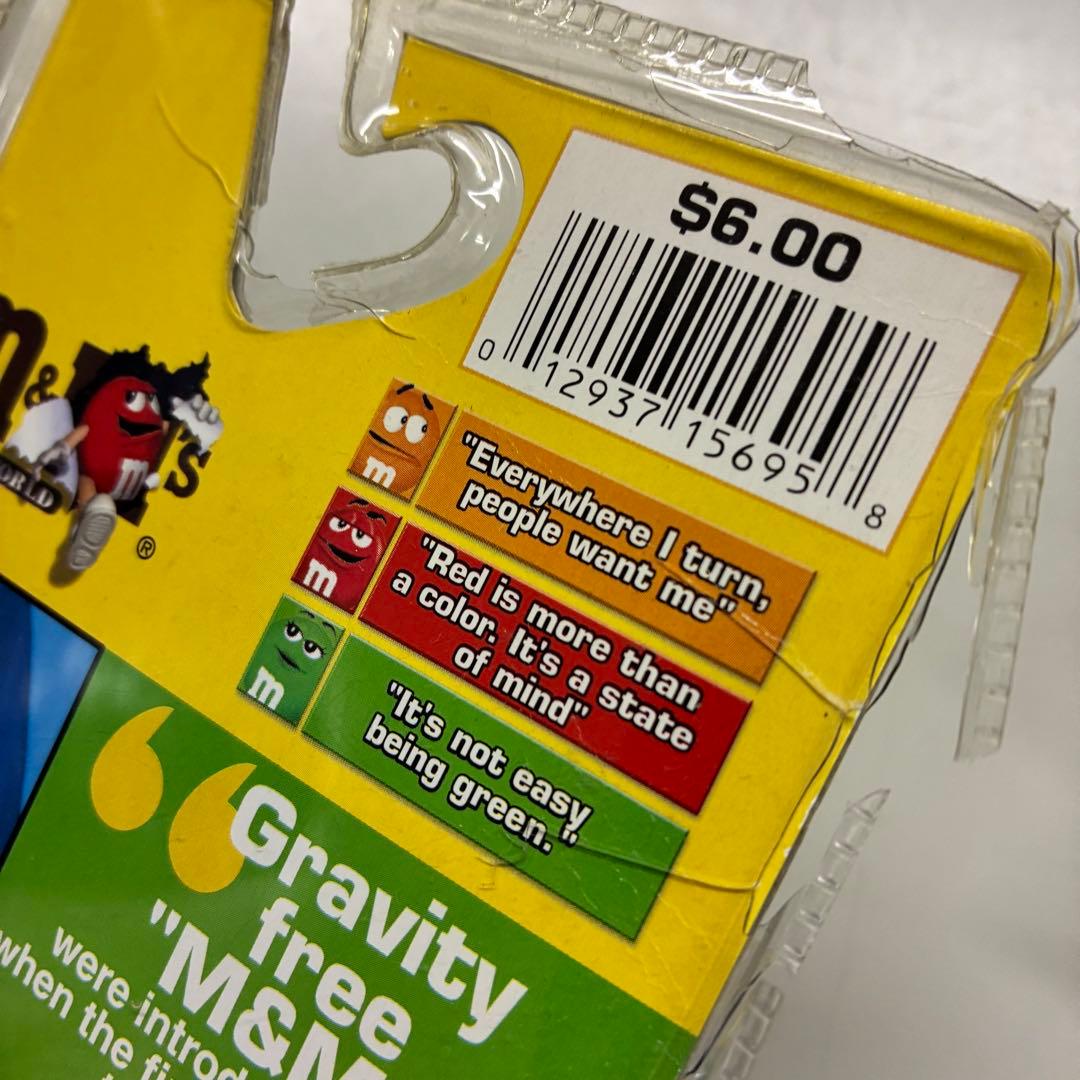 $6.00
0 12937 15695 8
m
&
m
's
WORLD
®
m
"Everywhere I turn,
people want me"
m
"Red is more than
a color. It's a state
of mind"
m
"It's not easy
being green."
“Gravity
free
"M&M
were introd
when the fi